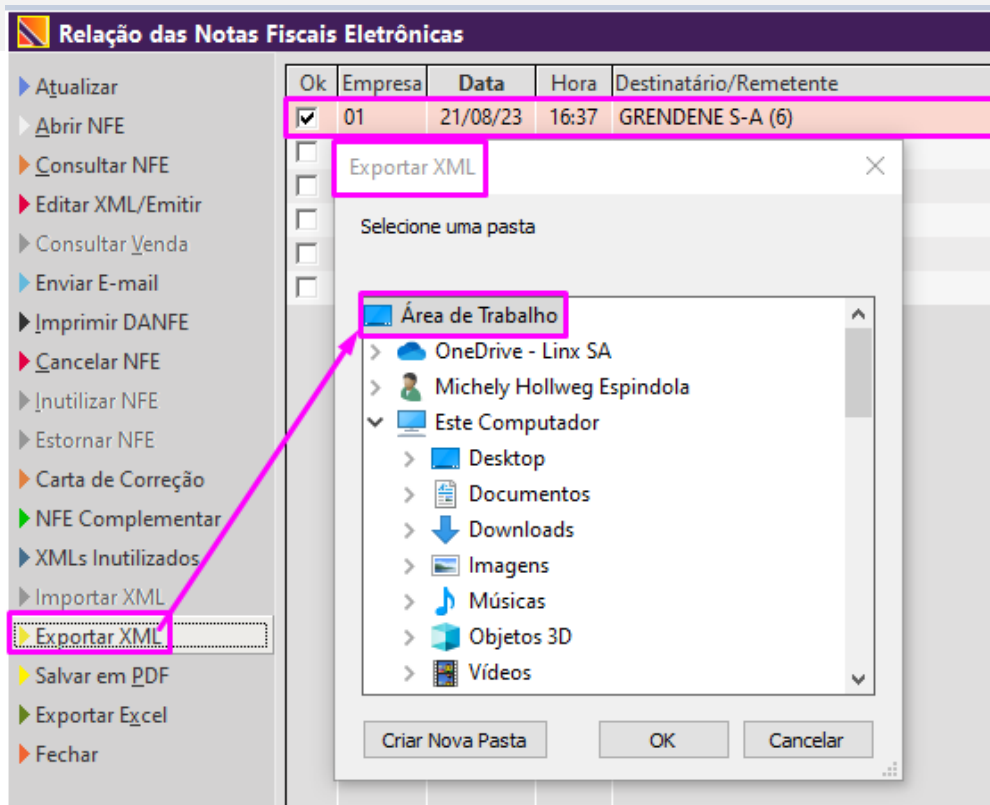 Relação das Notas Fiscais Eletrônicas
Atualizar
Abrir NFE
Consultar NFE
Editar XML/Emitir
Consultar Venda
Enviar E-mail
Imprimir DANFE
Cancelar NFE
Inutilizar NFE
Estornar NFE
Carta de Correção
NFE Complementar
XMLs Inutilizados
Importar XML
Exportar XML
Salvar em PDF
Exportar Excel
Fechar
Ok Empresa Data Hora Destinatário/Remetente
01 21/08/23 16:37 GRENDENE S-A (6)
Exportar XML
Selecione uma pasta
Área de Trabalho
OneDrive - Linx SA
Michely Hollweg Espindola
Este Computador
Desktop
Documentos
Downloads
Imagens
Músicas
Objetos 3D
Vídeos
Criar Nova Pasta OK Cancelar